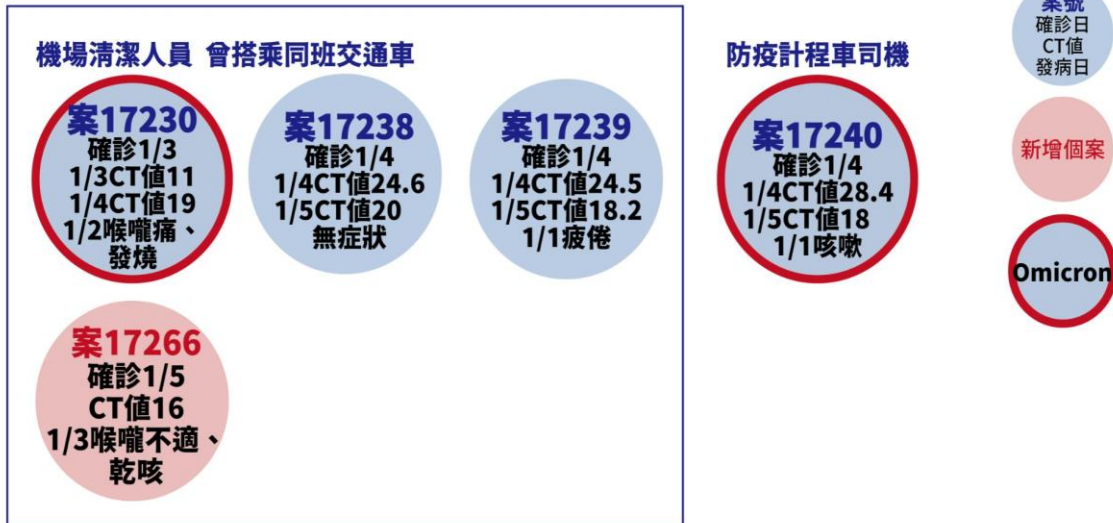 機場清潔人員 曾搭乘同班交通車
案17230
確診1/3
1/3CT值11
1/4CT值19
1/2喉嚨痛、
發燒
案17238
確診1/4
1/4CT值24.6
1/5CT值20
無症狀
案17239
確診1/4
1/4CT值24.5
1/5CT值18.2
1/1疲倦
案17266
確診1/5
CT值16
1/3喉嚨不適、
乾咳
防疫計程車司機
案17240
確診1/4
1/4CT值28.4
1/5CT值18
1/1咳嗽
案號
確診日
CT值
發病日
新增個案
Omicron